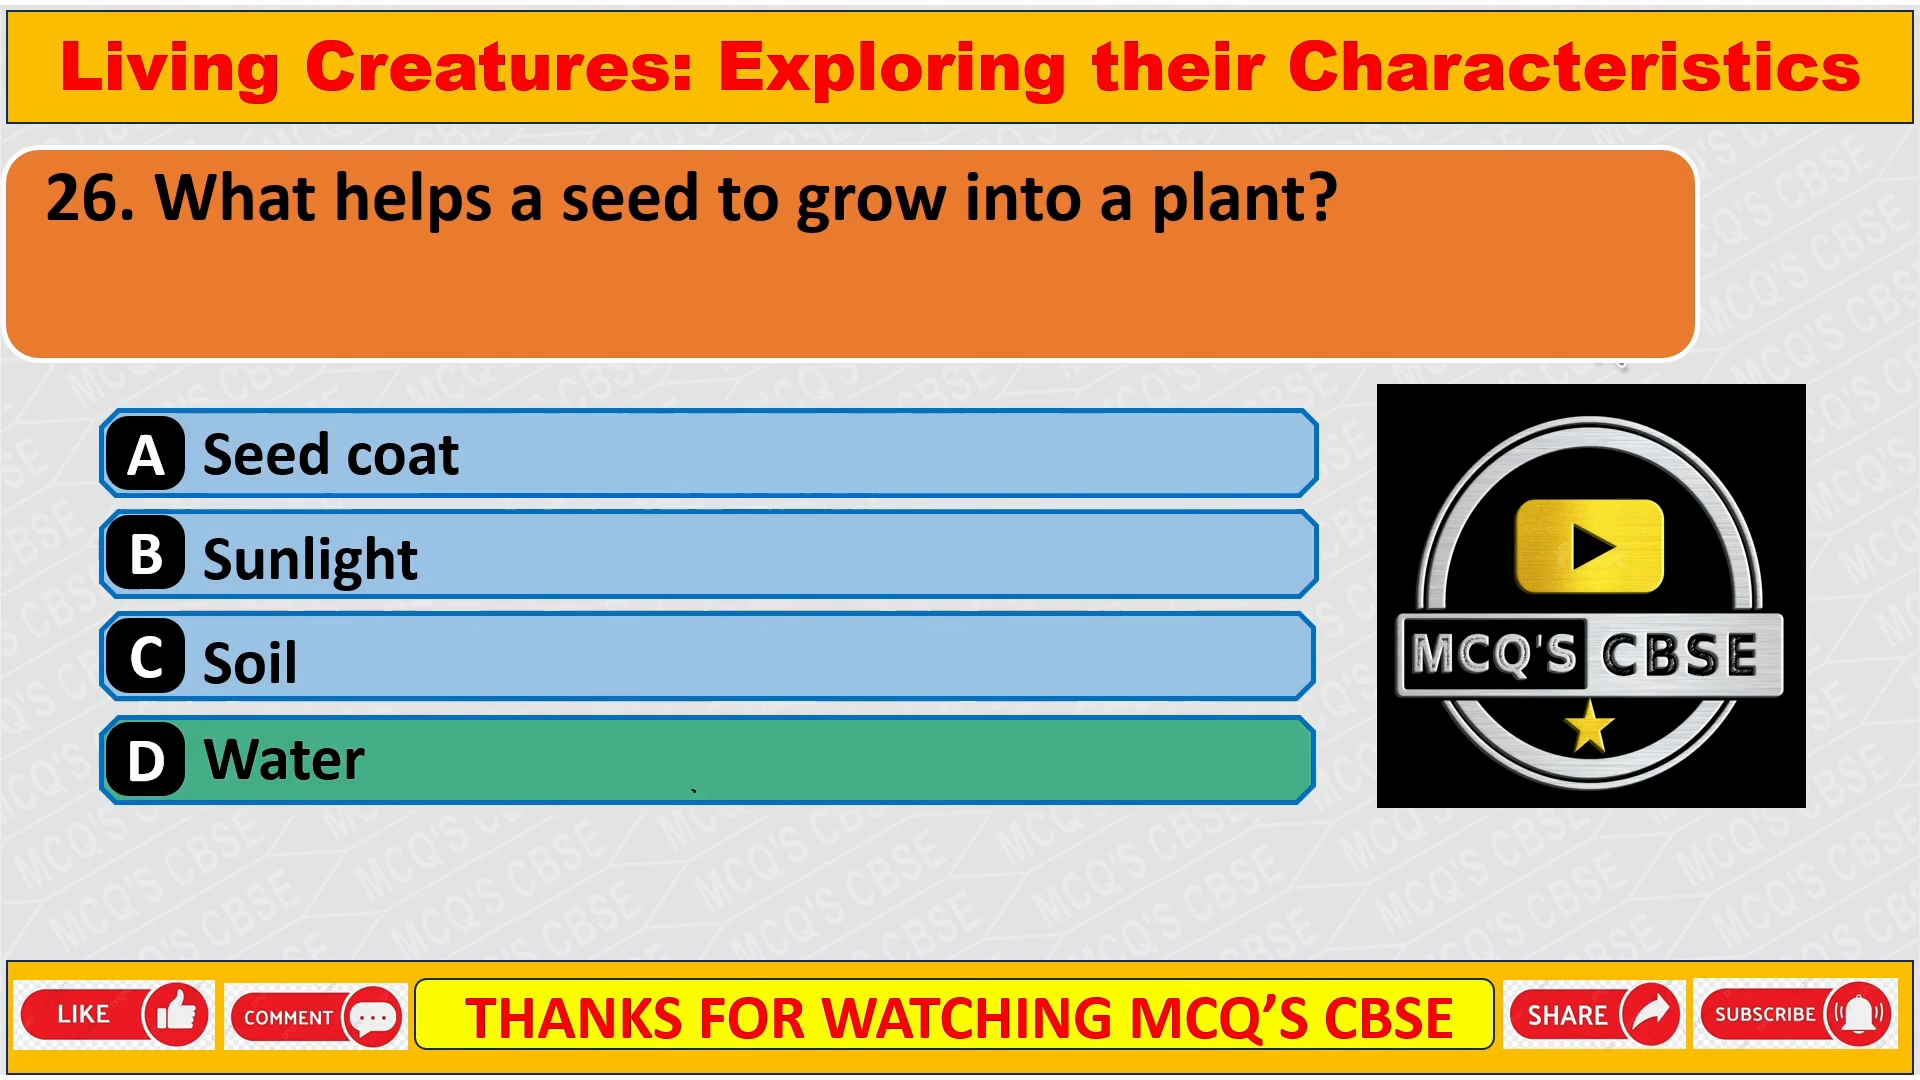 Living Creatures: Exploring their Characteristics
26. What helps a seed to grow into a plant?
A Seed coat
B Sunlight
C Soil
D Water
MCQ'S CBSE
LIKE
COMMENT
THANKS FOR WATCHING MCQ’S CBSE
SHARE
SUBSCRIBE